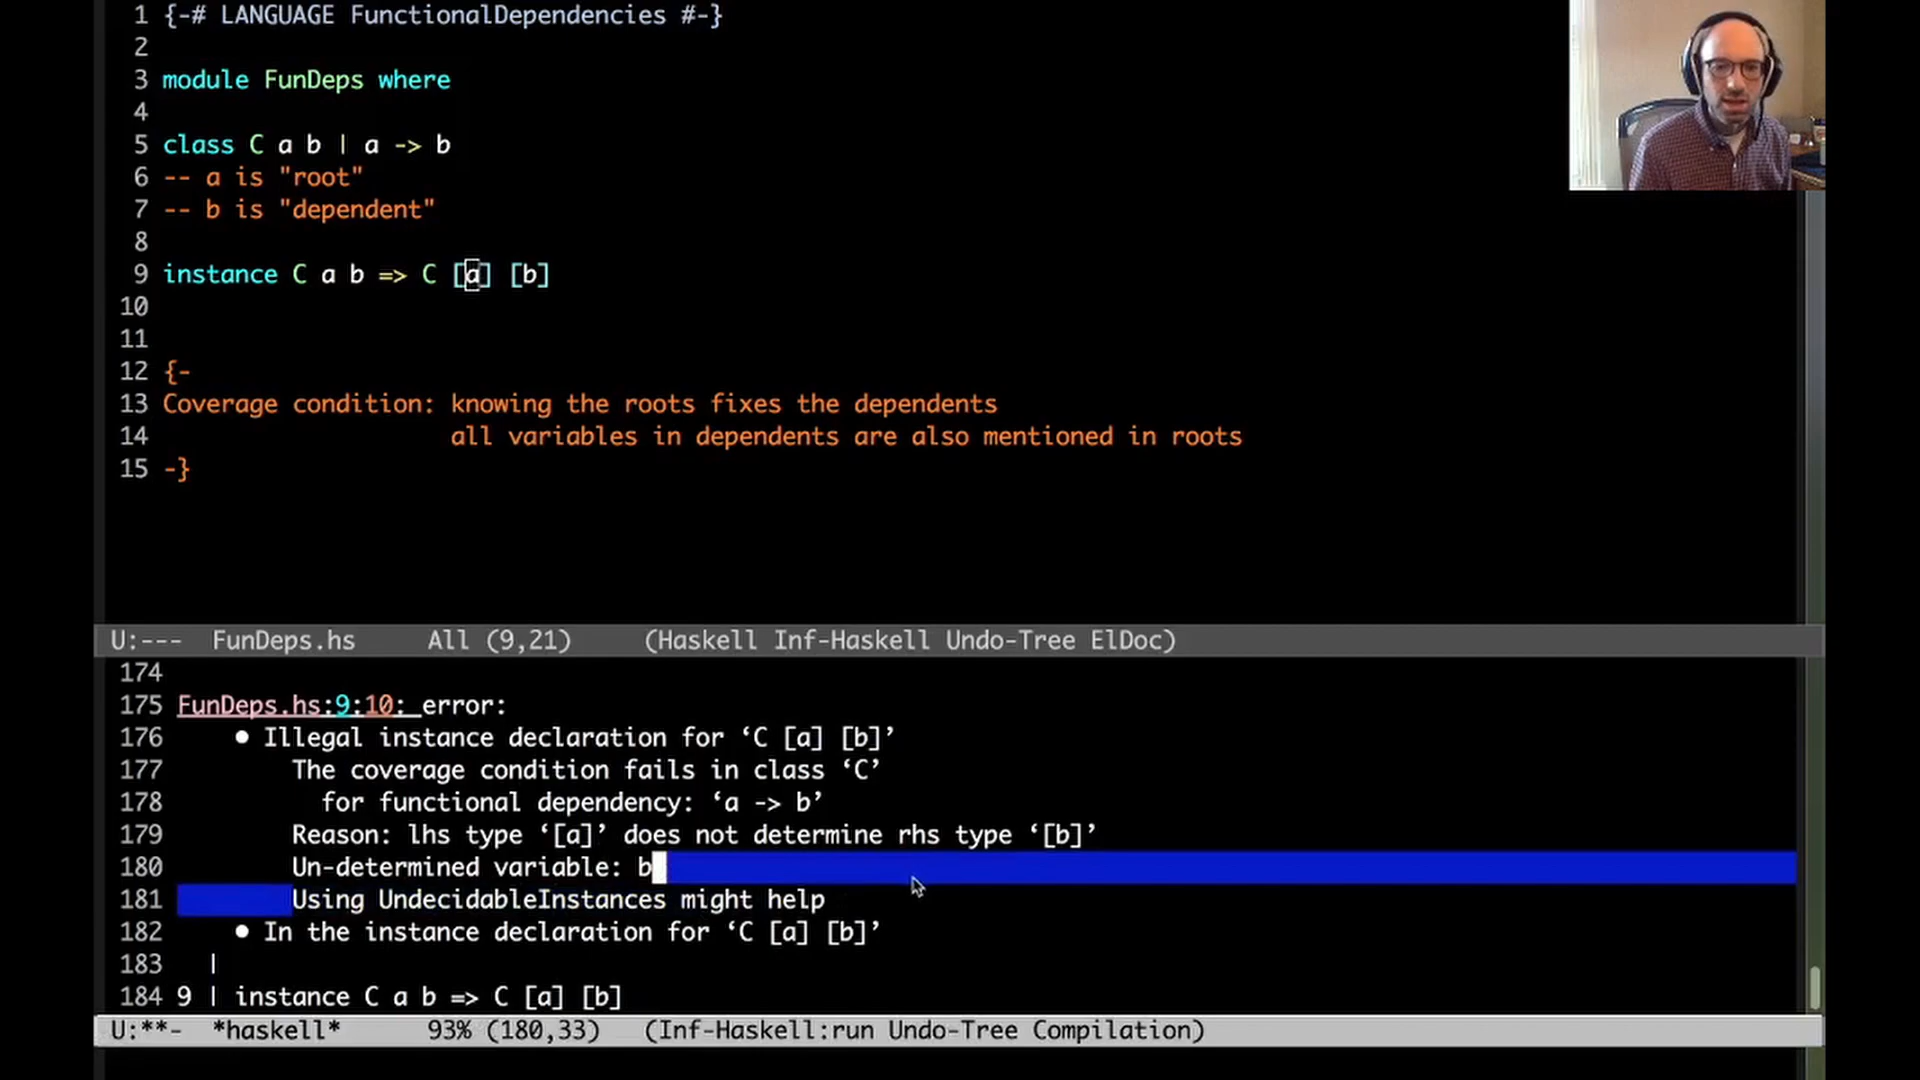 1 {-# LANGUAGE FunctionalDependencies #-}
2
3 module FunDeps where
4
5 class C a b | a -> b
6 -- a is "root"
7 -- b is "dependent"
8
9 instance C a b => C [a] [b]
10
11
12 {-
13 Coverage condition: knowing the roots fixes the dependents
14                     all variables in dependents are also mentioned in roots
15 -}
U:--- FunDeps.hs All (9,21) (Haskell Inf-Haskell Undo-Tree ElDoc)
174
175 FunDeps.hs:9:10: error:
176     • Illegal instance declaration for ‘C [a] [b]’
177         The coverage condition fails in class ‘C’
178           for functional dependency: ‘a -> b’
179         Reason: lhs type ‘[a]’ does not determine rhs type ‘[b]’
180         Un-determined variable: b
181         Using UndecidableInstances might help
182     • In the instance declaration for ‘C [a] [b]’
183   |
184 9 | instance C a b => C [a] [b]
U:**- *haskell* 93% (180,33) (Inf-Haskell:run Undo-Tree Compilation)